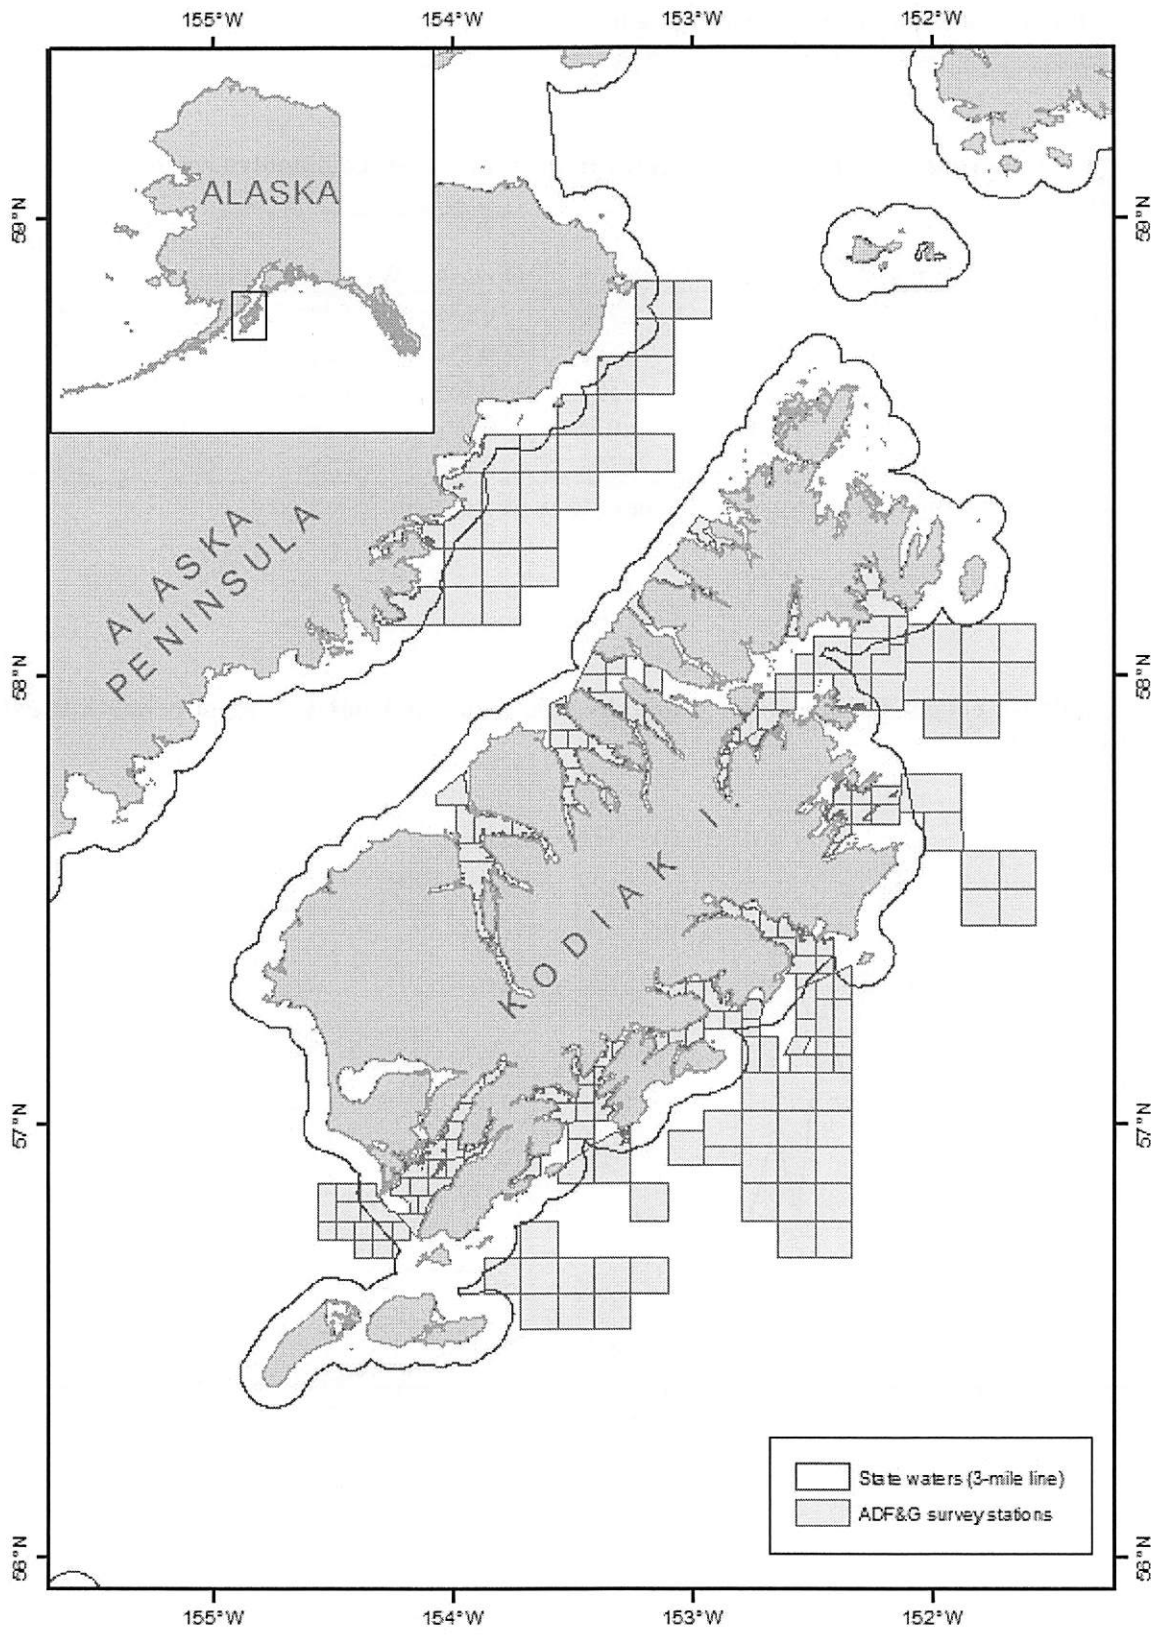 155°W 154°W 153°W 152°W
59°N 59°N
ALASKA
ALASKA
PENINSULA
58°N 58°N
KODIAK I
57°N 57°N
State waters (3-mile line)
ADF&G survey stations
56°N 56°N
155°W 154°W 153°W 152°W